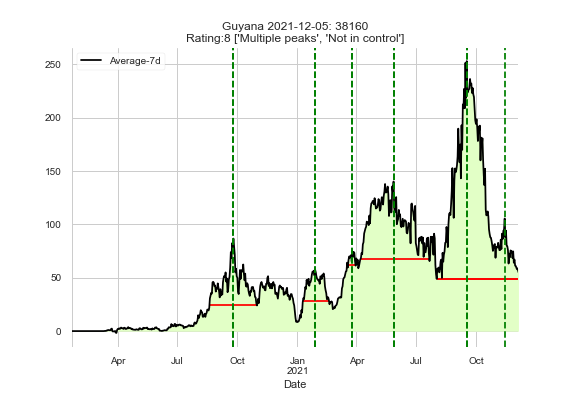 Guyana 2021-12-05: 38160
Rating:8 ['Multiple peaks', 'Not in control']
Average-7d
250
200
150
100
50
0
Apr
Jul
Oct
Jan
2021
Apr
Jul
Oct
Date